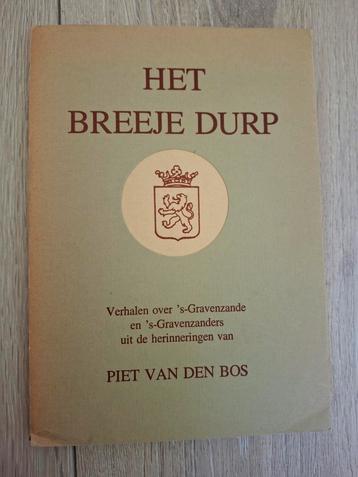 HET
BREEJE DURP
Verhalen over 's-Gravenzande
en 's-Gravenzanders
uit de herinneringen van
PIET VAN DEN BOS